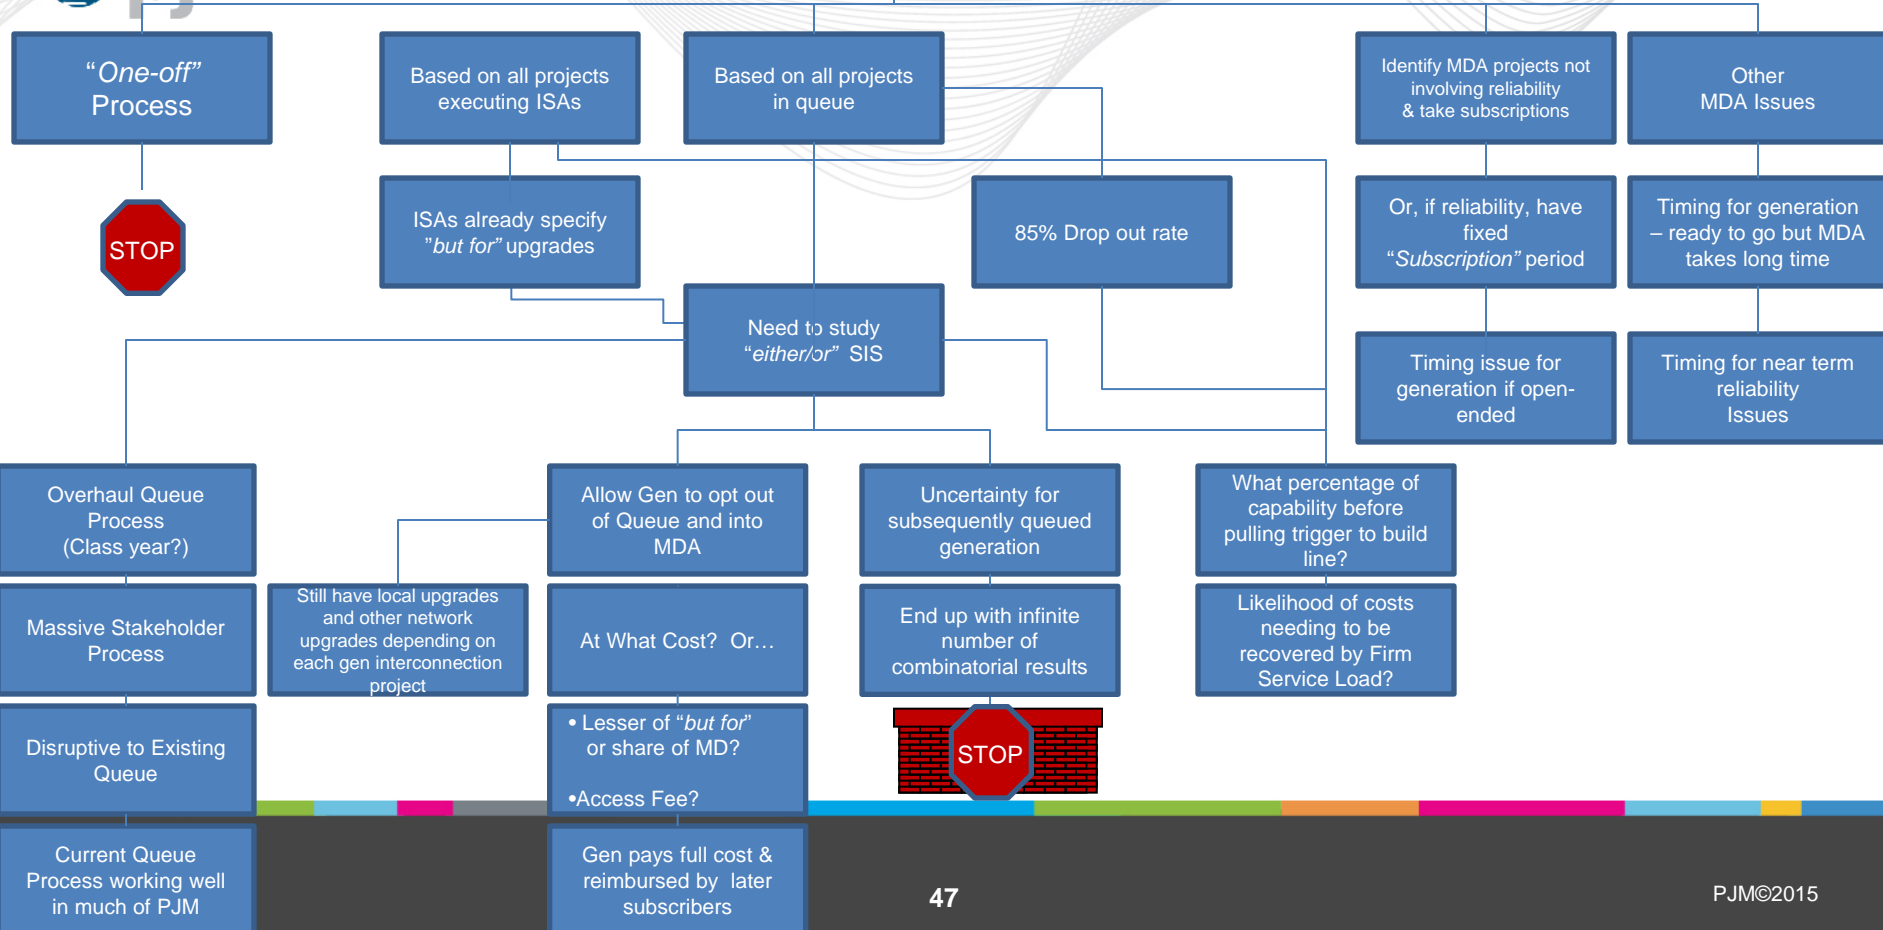 pj
“One-off”
Process
Based on all projects
executing ISAs
Based on all projects
in queue
Identify MDA projects not
involving reliability
& take subscriptions
Other
MDA Issues
STOP
ISAs already specify
”but for” upgrades
85% Drop out rate
Or, if reliability, have
fixed
“Subscription” period
Timing for generation
– ready to go but MDA
takes long time
Need to study
“either/or” SIS
Timing issue for
generation if open-
ended
Timing for near term
reliability
Issues
Overhaul Queue
Process
(Class year?)
Allow Gen to opt out
of Queue and into
MDA
Uncertainty for
subsequently queued
generation
What percentage of
capability before
pulling trigger to build
line?
Massive Stakeholder
Process
Still have local upgrades
and other network
upgrades depending on
each gen interconnection
project
At What Cost? Or…
End up with infinite
number of
combinatorial results
Likelihood of costs
needing to be
recovered by Firm
Service Load?
Disruptive to Existing
Queue
• Lesser of “but for”
or share of MD?
•Access Fee?
STOP
Current Queue
Process working well
in much of PJM
Gen pays full cost &
reimbursed by later
subscribers
47
PJM©2015